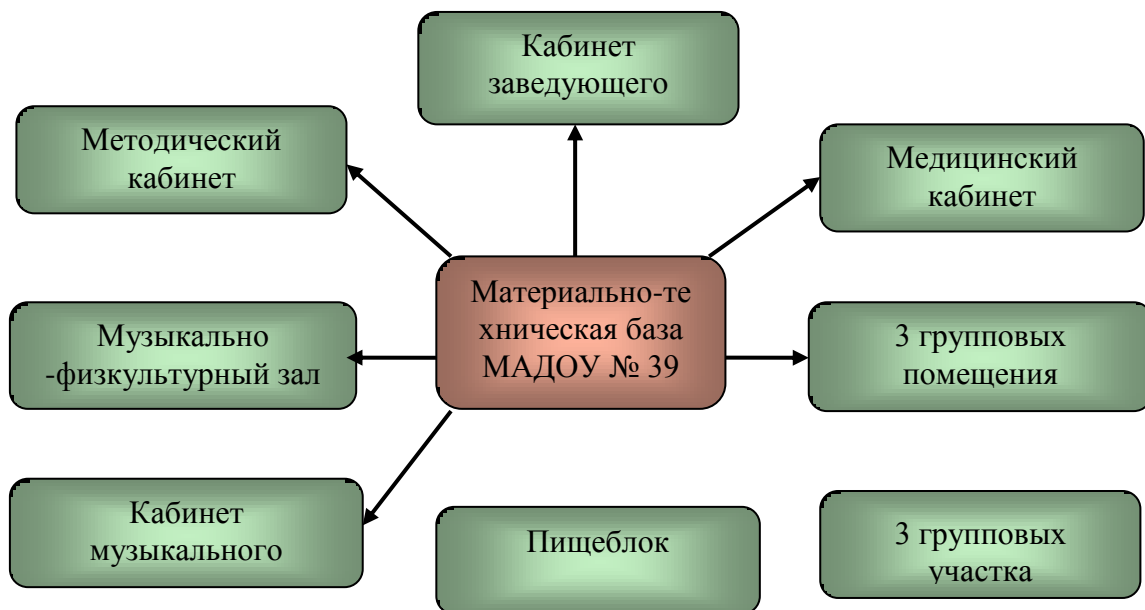 Кабинет
заведующего
Методический
кабинет
Медицинский
кабинет
Материально-те
хническая база
МАДОУ № 39
Музыкально
-физкультурный зал
3 групповых
помещения
Кабинет
музыкального
Пищеблок
3 групповых
участка